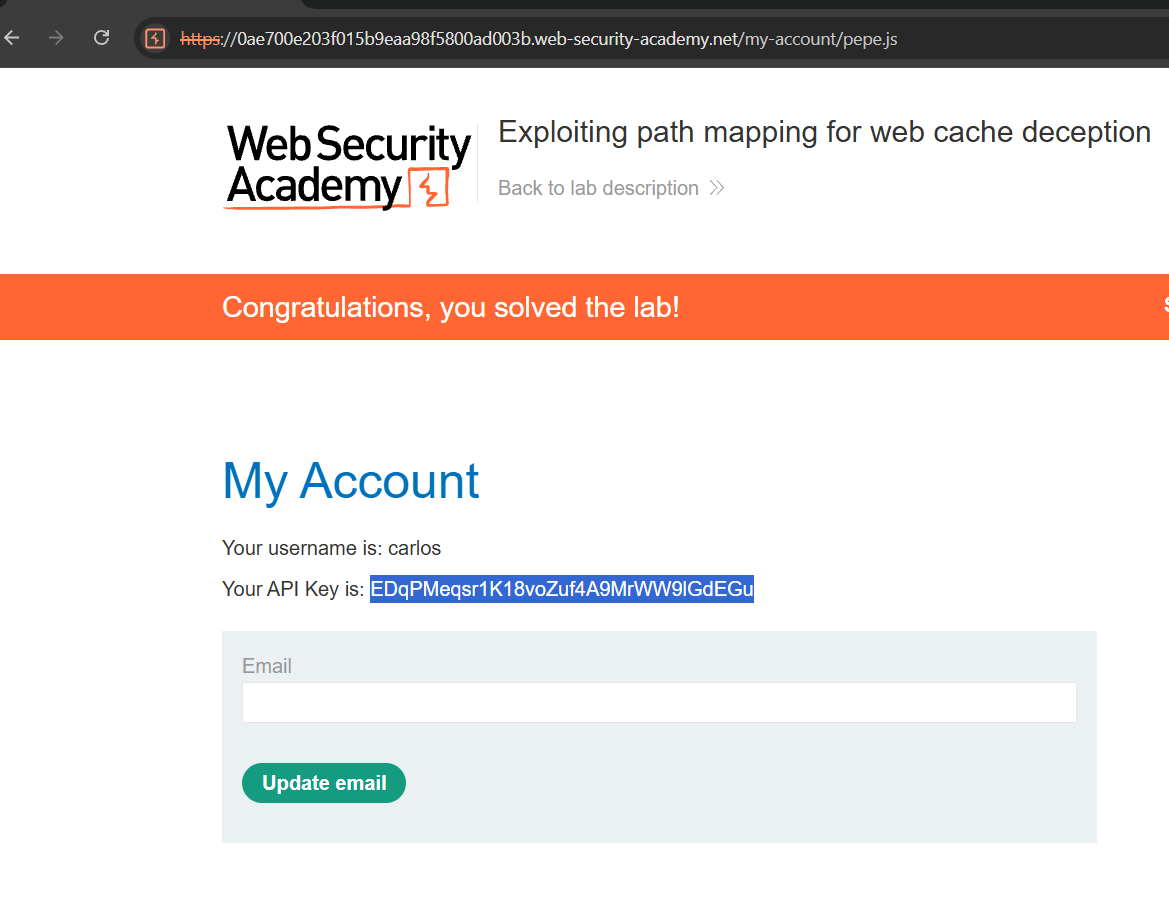 https://0ae700e203f015b9eaa98f5800ad003b.web-security-academy.net/my-account/pepe.js
Web Security
Academy
Exploiting path mapping for web cache deception
Back to lab description
Congratulations, you solved the lab!
My Account
Your username is: carlos
Your API Key is: EDqPMeqsr1K18voZuf4A9MrWW9lGdEGu
Email
Update email